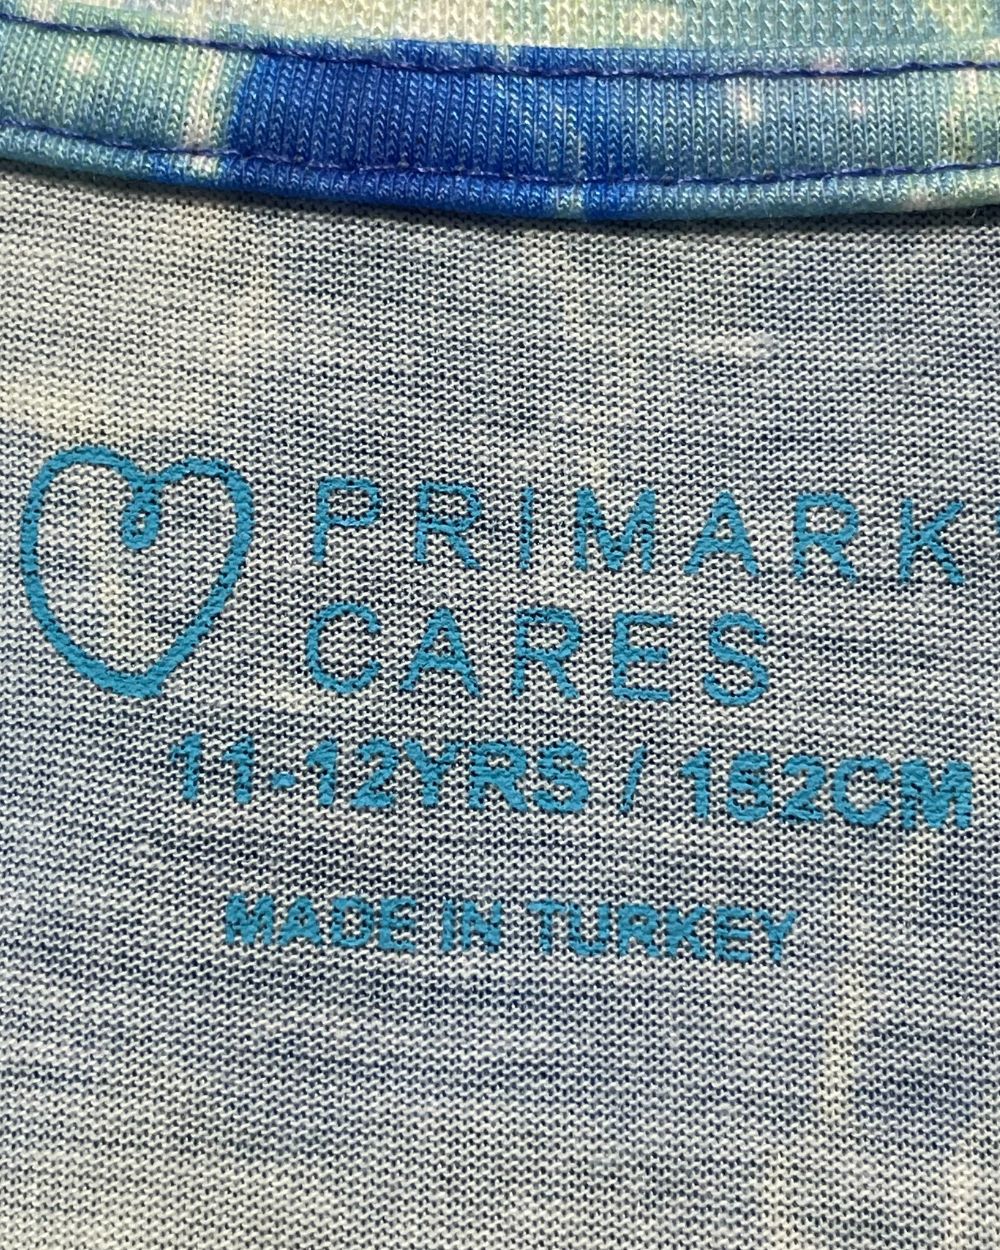 PRIMARK
CARES
11-12YRS / 152CM
MADE IN TURKEY